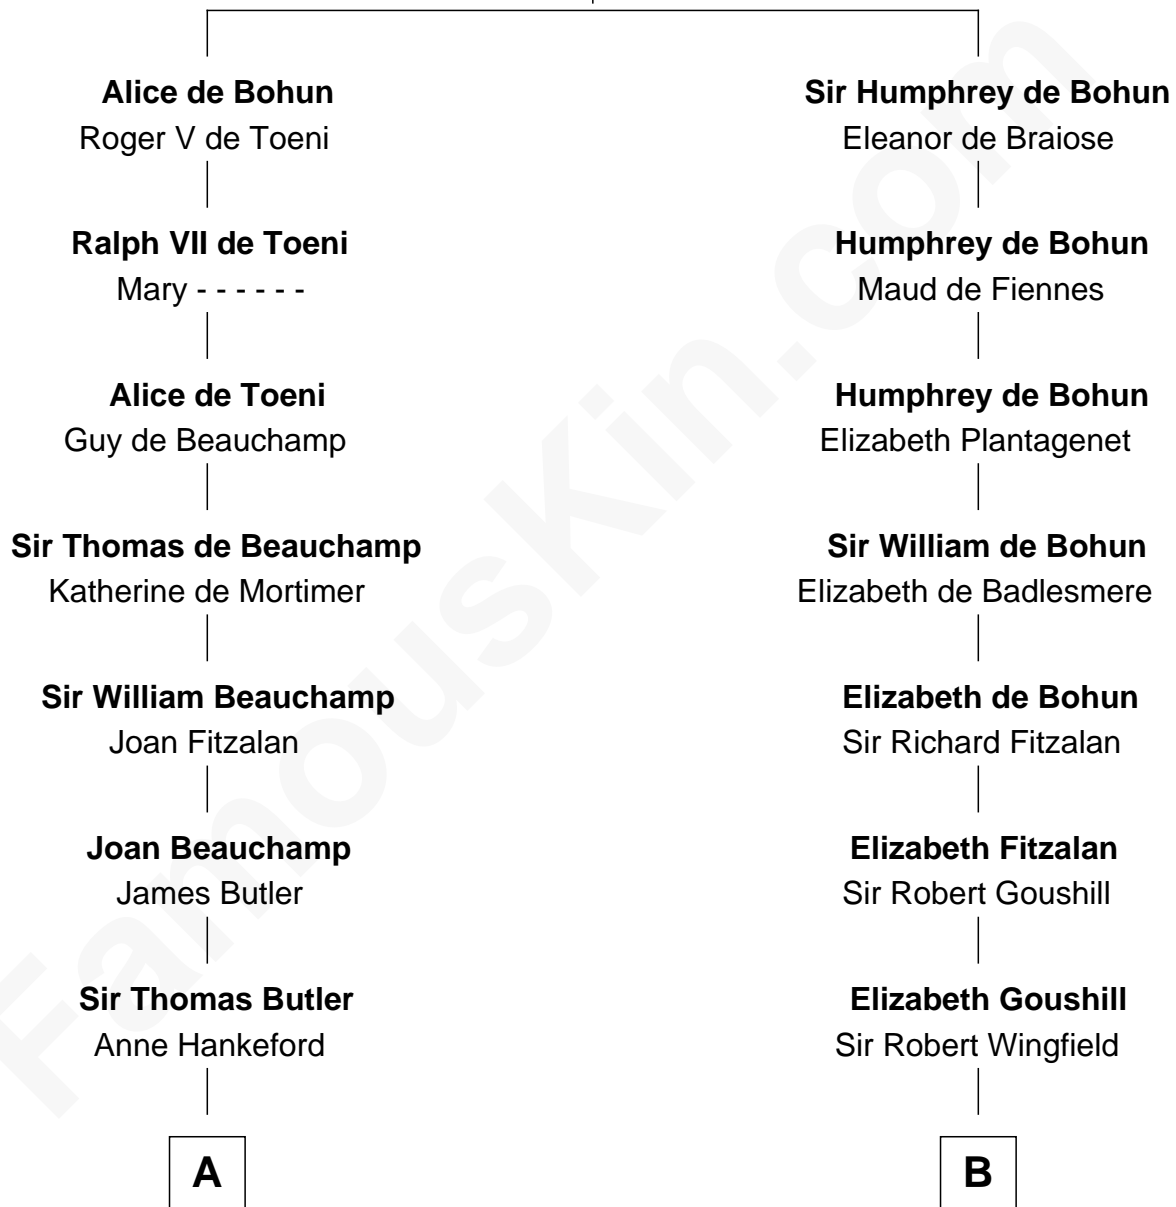 Alice de Bohun
Roger V de Toeni
Ralph VII de Toeni
Mary - - - - - -
Alice de Toeni
Guy de Beauchamp
Sir Thomas de Beauchamp
Katherine de Mortimer
Sir William Beauchamp
Joan Fitzalan
Joan Beauchamp
James Butler
Sir Thomas Butler
Anne Hankeford
A
Sir Humphrey de Bohun
Eleanor de Braiose
Humphrey de Bohun
Maud de Fiennes
Humphrey de Bohun
Elizabeth Plantagenet
Sir William de Bohun
Elizabeth de Badlesmere
Elizabeth de Bohun
Sir Richard Fitzalan
Elizabeth Fitzalan
Sir Robert Goushill
Elizabeth Goushill
Sir Robert Wingfield
B
FamousKin.com